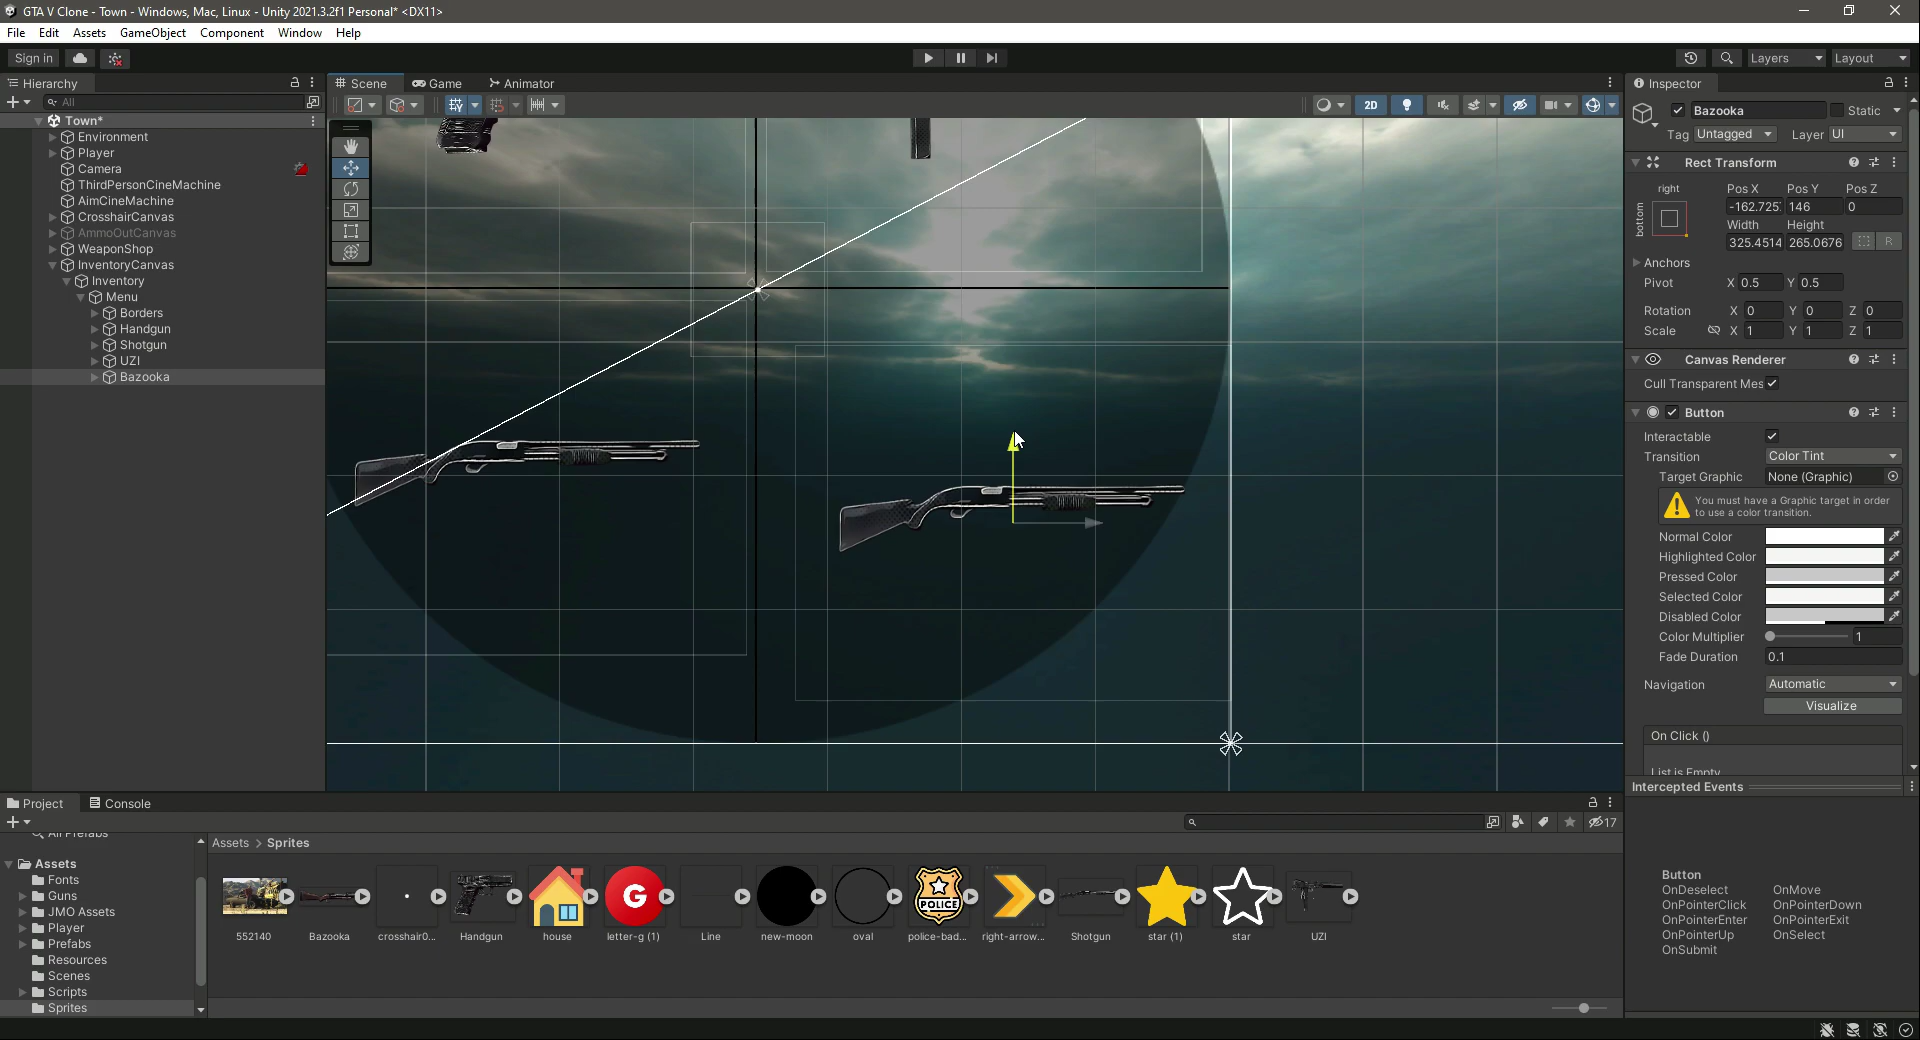 GTA V Clone - Town - Windows, Mac, Linux - Unity 2021.3.2f1 Personal* <DX11>
File Edit Assets GameObject Component Window Help
Sign in Layers Layout
Hierarchy
All
Town*
Environment
Player
Camera
ThirdPersonCineMachine
AimCineMachine
CrosshairCanvas
AmmoOutCanvas
WeaponShop
InventoryCanvas
Inventory
Menu
Borders
Handgun
Shotgun
UZI
Bazooka
Scene Game Animator
2D
Inspector
Bazooka Static
Tag Untagged Layer UI
Rect Transform
right
bottom
Pos X Pos Y Pos Z
-162.725 146 0
Width Height
325.4514 265.0676 R
Anchors
Pivot X 0.5 Y 0.5
Rotation X 0 Y 0 Z 0
Scale X 1 Y 1 Z 1
Canvas Renderer
Cull Transparent Mes
Button
Interactable
Transition Color Tint
Target Graphic None (Graphic)
You must have a Graphic target in order
to use a color transition.
Normal Color
Highlighted Color
Pressed Color
Selected Color
Disabled Color
Color Multiplier 1
Fade Duration 0.1
Navigation Automatic
Visualize
On Click ()
List is Empty
Intercepted Events
Button
OnDeselect OnMove
OnPointerClick OnPointerDown
OnPointerEnter OnPointerExit
OnPointerUp OnSelect
OnSubmit
Project Console
17
All Prefabs
Assets
Fonts
Guns
JMO Assets
Player
Prefabs
Resources
Scenes
Scripts
Sprites
Assets > Sprites
G POLICE
552140 Bazooka crosshair0... Handgun house letter-g (1) Line new-moon oval police-bad... right-arrow... Shotgun star (1) star UZI